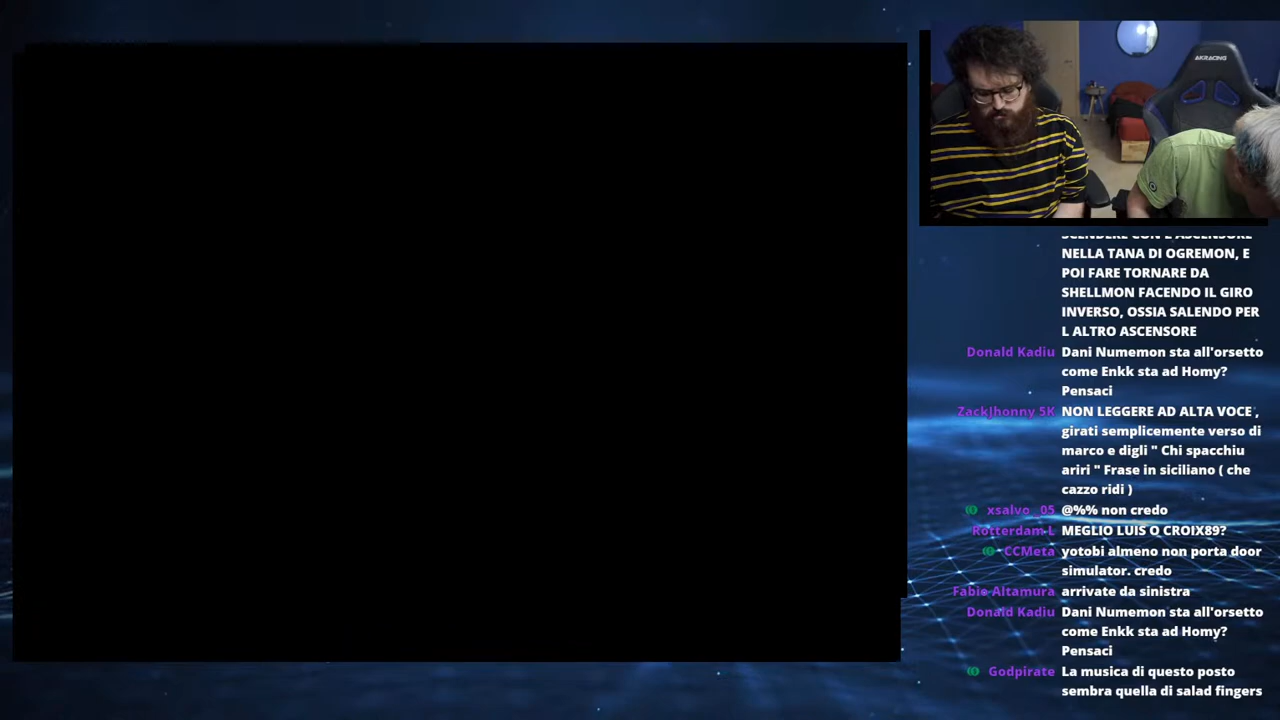 AKRACING
SCENDERE CON L ASCENSORE
NELLA TANA DI OGREMON, E
POI FARE TORNARE DA
SHELLMON FACENDO IL GIRO
INVERSO, OSSIA SALENDO PER
L ALTRO ASCENSORE
Donald Kadiu Dani Numemon sta all'orsetto
come Enkk sta ad Homy?
Pensaci
ZackJhonny 5K NON LEGGERE AD ALTA VOCE ,
girati semplicemente verso di
marco e digli " Chi spacchiu
ariri " Frase in siciliano ( che
cazzo ridi )
xsalvo_05 @%% non credo
Rotterdam L MEGLIO LUIS O CROIX89?
CCMeta yotobi almeno non porta door
simulator. credo
Fabie Altamura arrivate da sinistra
Donald Kadiu Dani Numemon sta all'orsetto
come Enkk sta ad Homy?
Pensaci
Godpirate La musica di questo posto
sembra quella di salad fingers